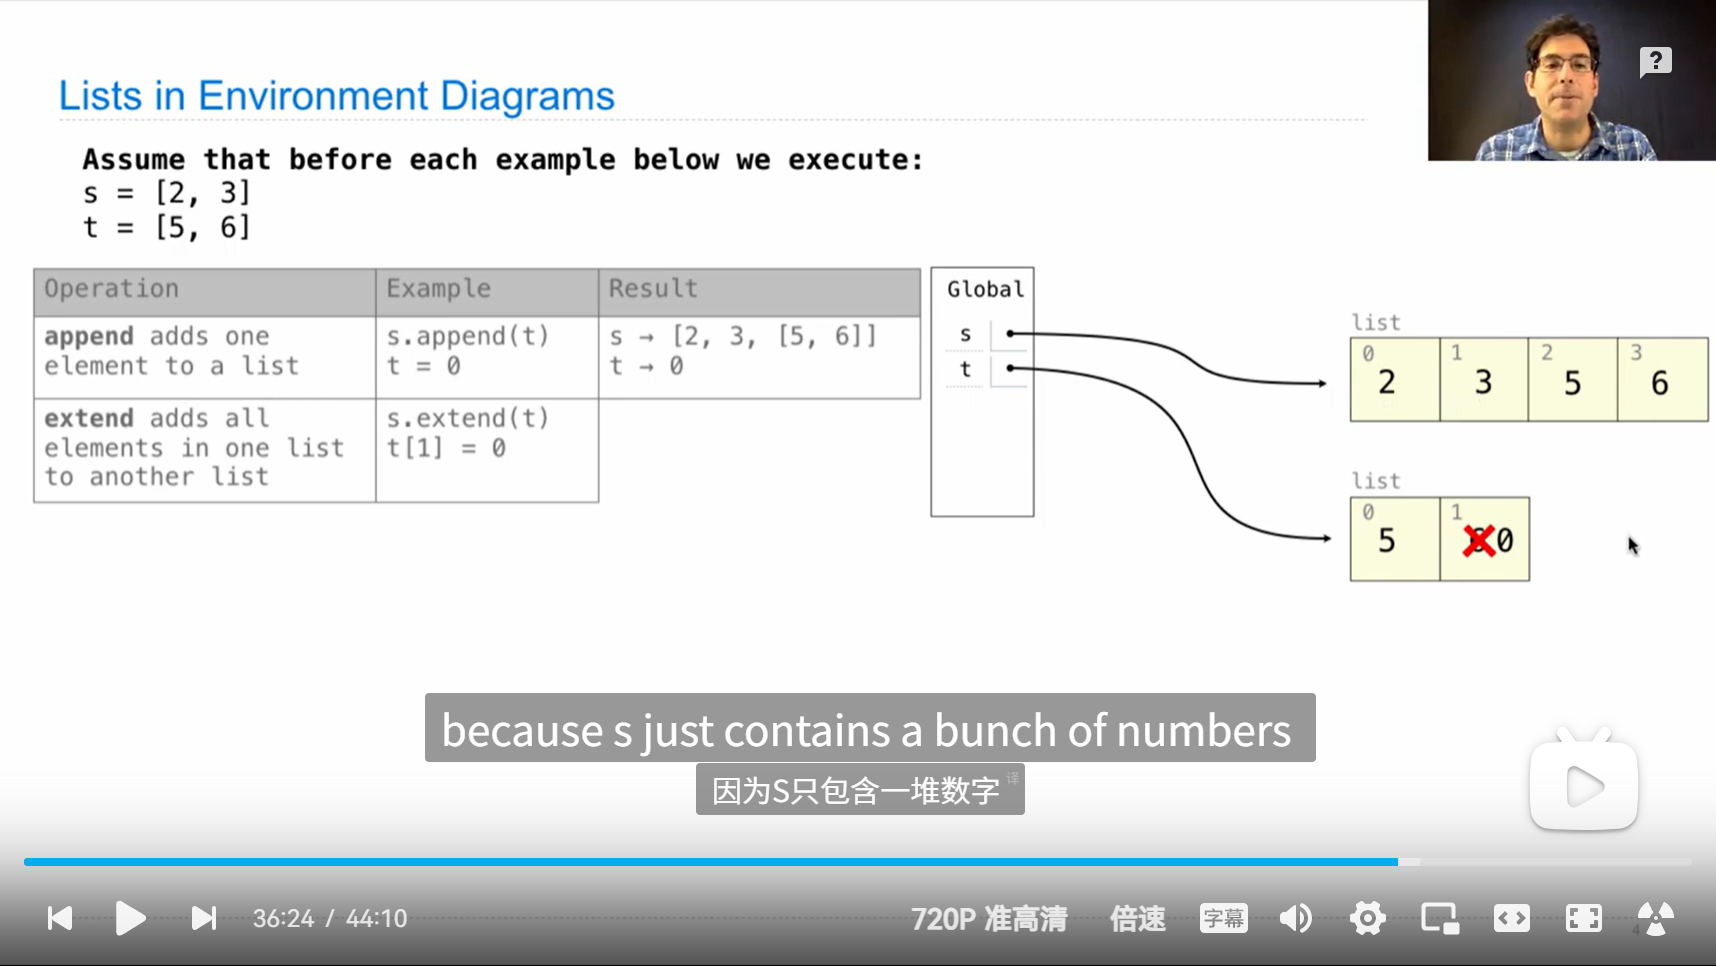 Lists in Environment Diagrams
Assume that before each example below we execute:
s = [2, 3]
t = [5, 6]
Operation Example Result
append adds one element to a list
s.append(t)
t = 0
s → [2, 3, [5, 6]]
t → 0
extend adds all elements in one list to another list
s.extend(t)
t[1] = 0
Global
s
t
list
0 1 2 3
2 3 5 6
list
0 1
5 0
?
because s just contains a bunch of numbers
因为S只包含一堆数字
译
36:24 / 44:10
720P 准高清
倍速
字幕
4